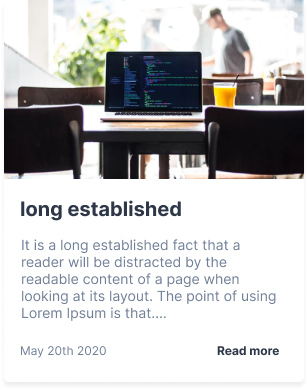 long established
It is a long established fact that a
reader will be distracted by the
readable content of a page when
looking at its layout. The point of using
Lorem Ipsum is that....
May 20th 2020
Read more